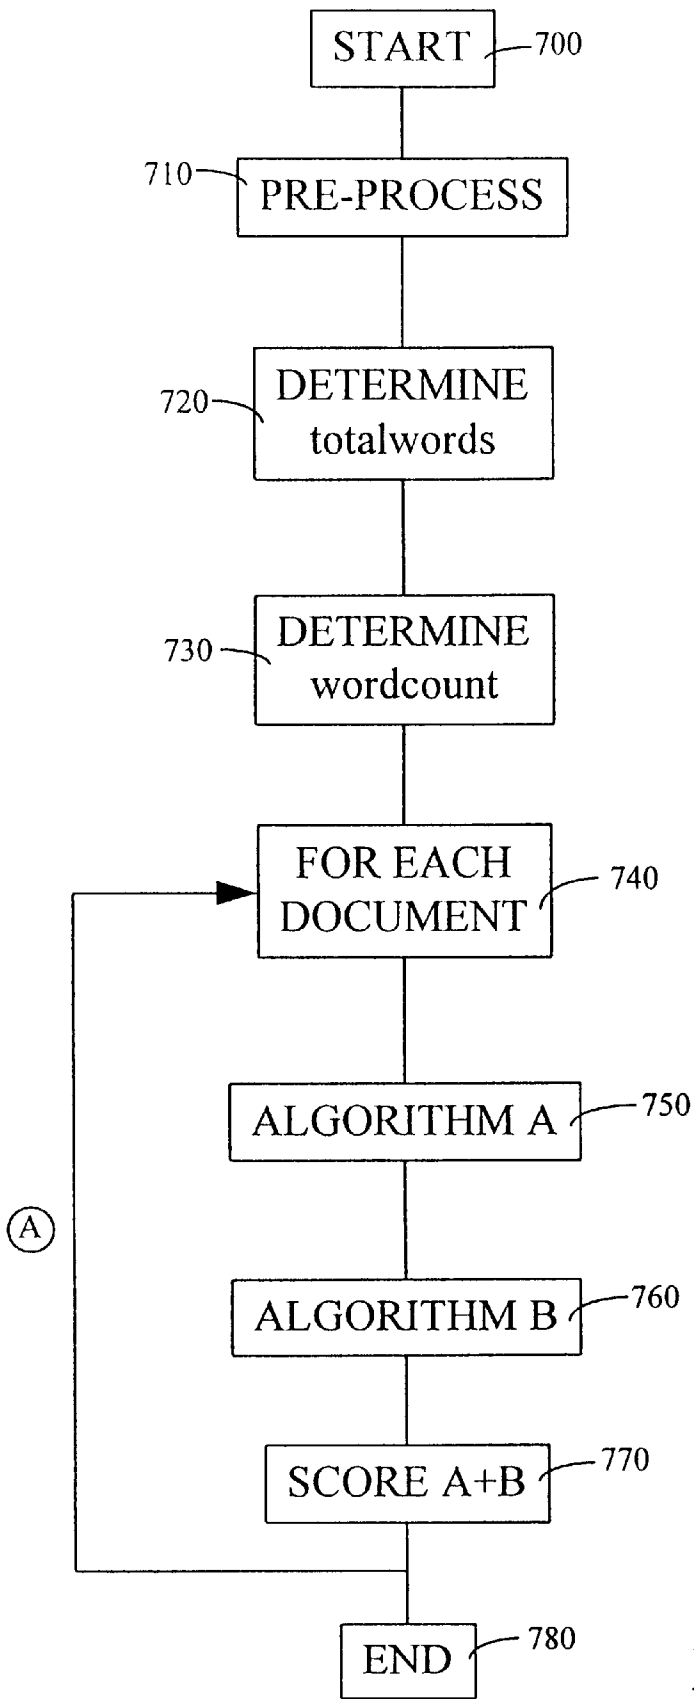 START
700
710
PRE-PROCESS
720
DETERMINE
totalwords
730
DETERMINE
wordcount
FOR EACH
DOCUMENT
740
ALGORITHM A
750
A
ALGORITHM B
760
SCORE A+B
770
END
780